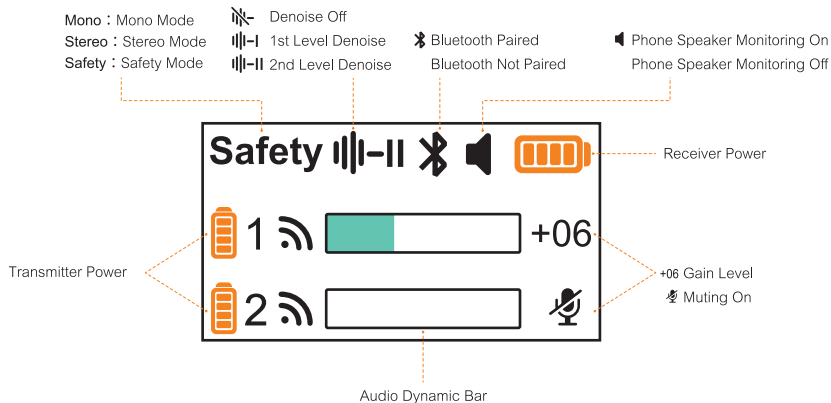 Mono：Mono Mode
Stereo：Stereo Mode
Safety：Safety Mode
Denoise Off
1st Level Denoise
2nd Level Denoise
Bluetooth Paired
Bluetooth Not Paired
Phone Speaker Monitoring On
Phone Speaker Monitoring Off
Safety -II
Receiver Power
1 +06
Transmitter Power
+06 Gain Level
Muting On
2
Audio Dynamic Bar